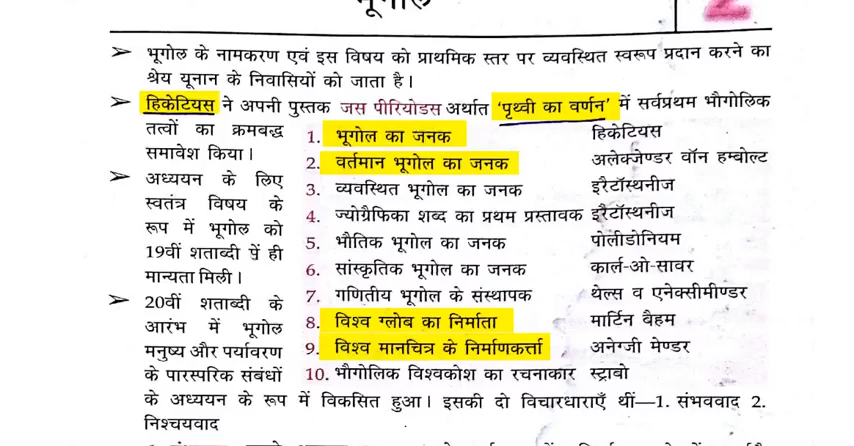 भूगोल
2
➢ भूगोल के नामकरण एवं इस विषय को प्राथमिक स्तर पर व्यवस्थित स्वरूप प्रदान करने का
श्रेय यूनान के निवासियों को जाता है।
➢ हिकेटियस ने अपनी पुस्तक जस पीरियोडस अर्थात 'पृथ्वी का वर्णन' में सर्वप्रथम भौगोलिक
तत्वों का क्रमबद्ध
समावेश किया।
➢ अध्ययन के लिए
स्वतंत्र विषय के
रूप में भूगोल को
19वीं शताब्दी में ही
मान्यता मिली।
➢ 20वीं शताब्दी के
आरंभ में भूगोल
मनुष्य और पर्यावरण
के पारस्परिक संबंधों
1. भूगोल का जनक हिकेटियस
2. वर्तमान भूगोल का जनक अलेक्जेण्डर वॉन हम्बोल्ट
3. व्यवस्थित भूगोल का जनक इरैटॉस्थनीज
4. ज्योग्रैफिका शब्द का प्रथम प्रस्तावक इरैटॉस्थनीज
5. भौतिक भूगोल का जनक पोलीडोनियम
6. सांस्कृतिक भूगोल का जनक कार्ल-ओ-सावर
7. गणितीय भूगोल के संस्थापक थेल्स व एनेक्सीमीण्डर
8. विश्व ग्लोब का निर्माता मार्टिन वैहम
9. विश्व मानचित्र के निर्माणकर्त्ता अनेग्जी मेण्डर
10. भौगोलिक विश्वकोश का रचनाकार स्ट्राबो
के अध्ययन के रूप में विकसित हुआ। इसकी दो विचारधाराएँ थीं—1. संभववाद 2.
निश्चयवाद